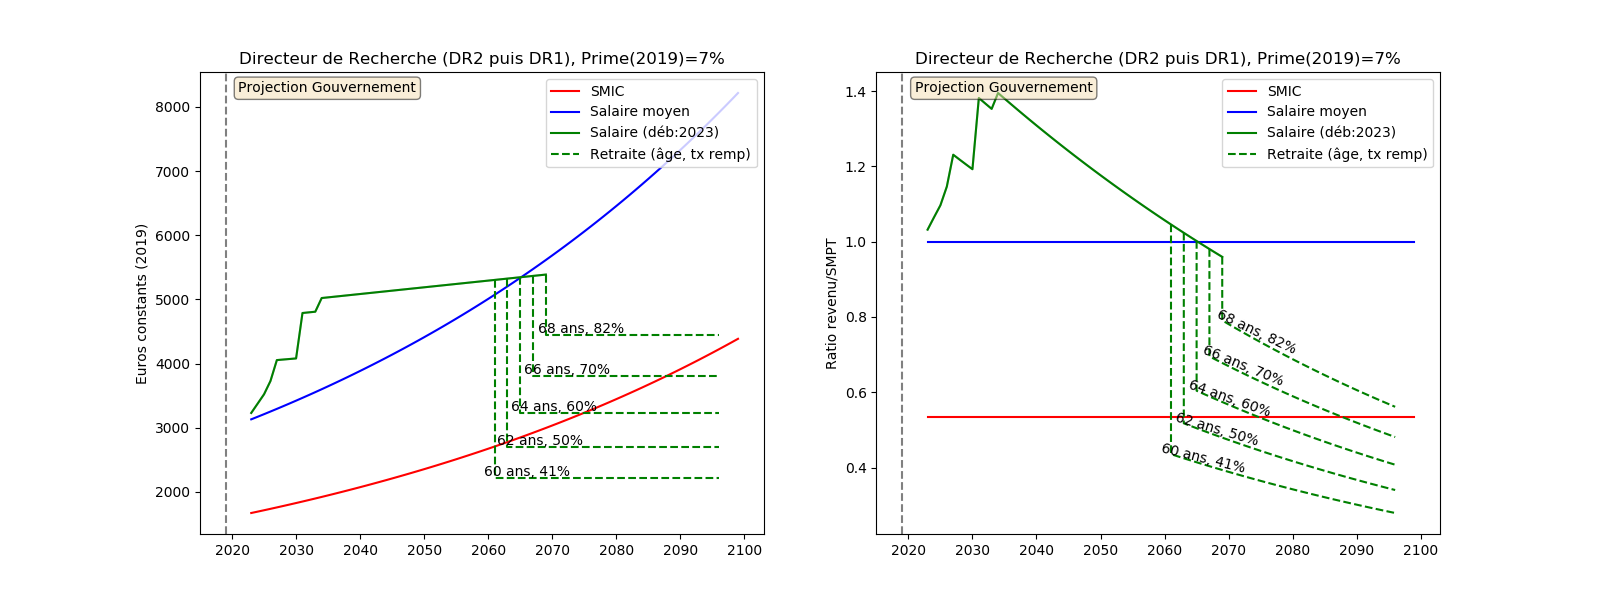 Directeur de Recherche (DR2 puis DR1), Prime(2019)=7%
Projection Gouvernement
SMIC
Salaire moyen
Salaire (déb:2023)
Retraite (âge, tx remp)
Euros constants (2019)
8000
7000
6000
5000
4000
3000
2000
68 ans, 82%
66 ans, 70%
64 ans, 60%
62 ans, 50%
60 ans, 41%
2020 2030 2040 2050 2060 2070 2080 2090 2100
Directeur de Recherche (DR2 puis DR1), Prime(2019)=7%
Projection Gouvernement
SMIC
Salaire moyen
Salaire (déb:2023)
Retraite (âge, tx remp)
Ratio revenu/SMPT
1.4
1.2
1.0
0.8
0.6
0.4
68 ans, 82%
66 ans, 70%
64 ans, 60%
62 ans, 50%
60 ans, 41%
2020 2030 2040 2050 2060 2070 2080 2090 2100